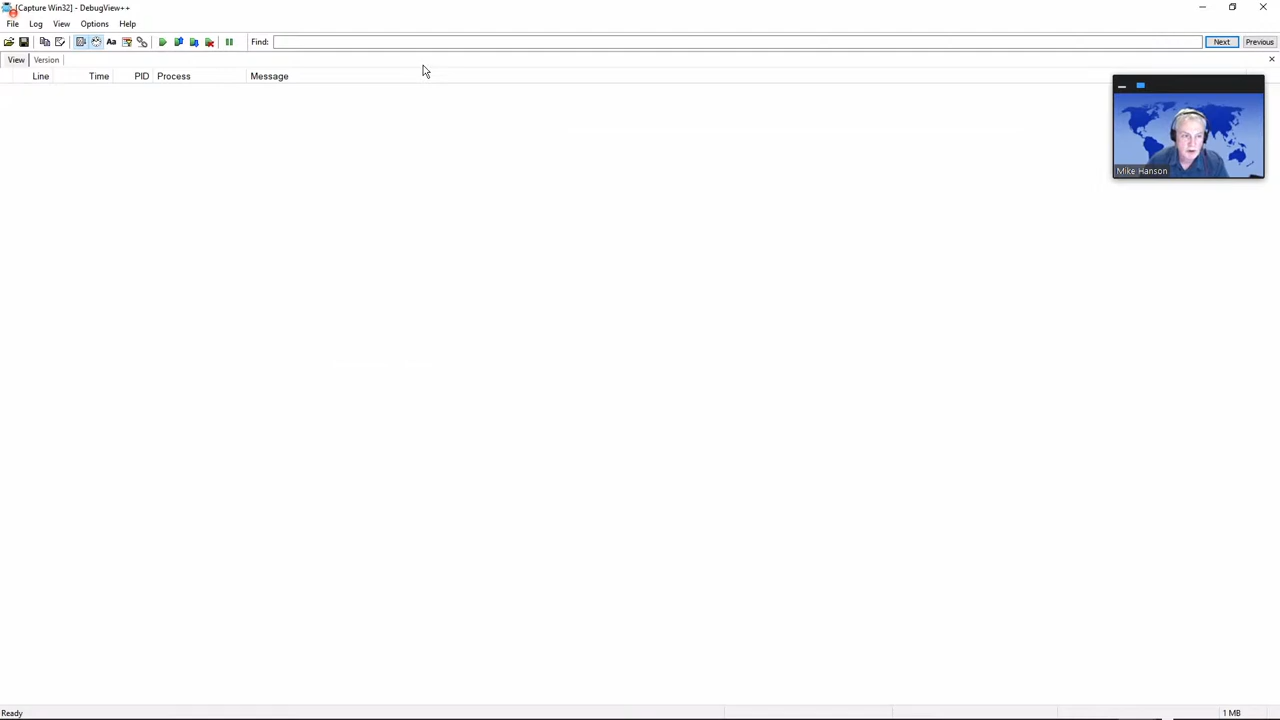 [Capture Win32] - DebugView++
File Log View Options Help
Aa Find: Next Previous
View Version
Line Time PID Process Message
Mike Hanson
Ready 1 MB